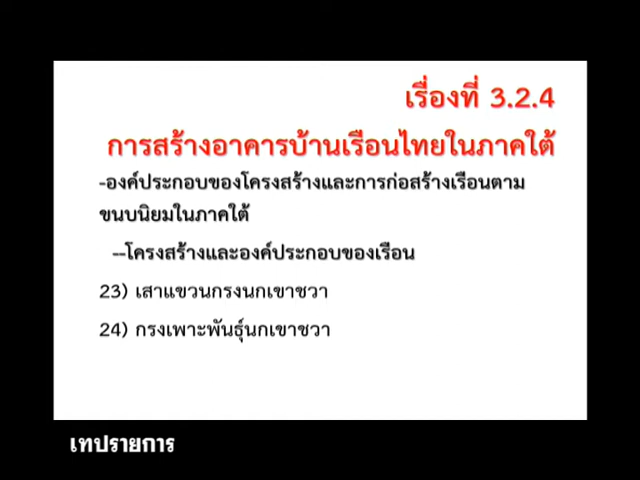 เรื่องที่ 3.2.4
การสร้างอาคารบ้านเรือนไทยในภาคใต้
-องค์ประกอบของโครงสร้างและการก่อสร้างเรือนตาม
ขนบนิยมในภาคใต้
--โครงสร้างและองค์ประกอบของเรือน
23) เสาแขวนกรงนกเขาชวา
24) กรงเพาะพันธุ์นกเขาชวา
เทปรายการ